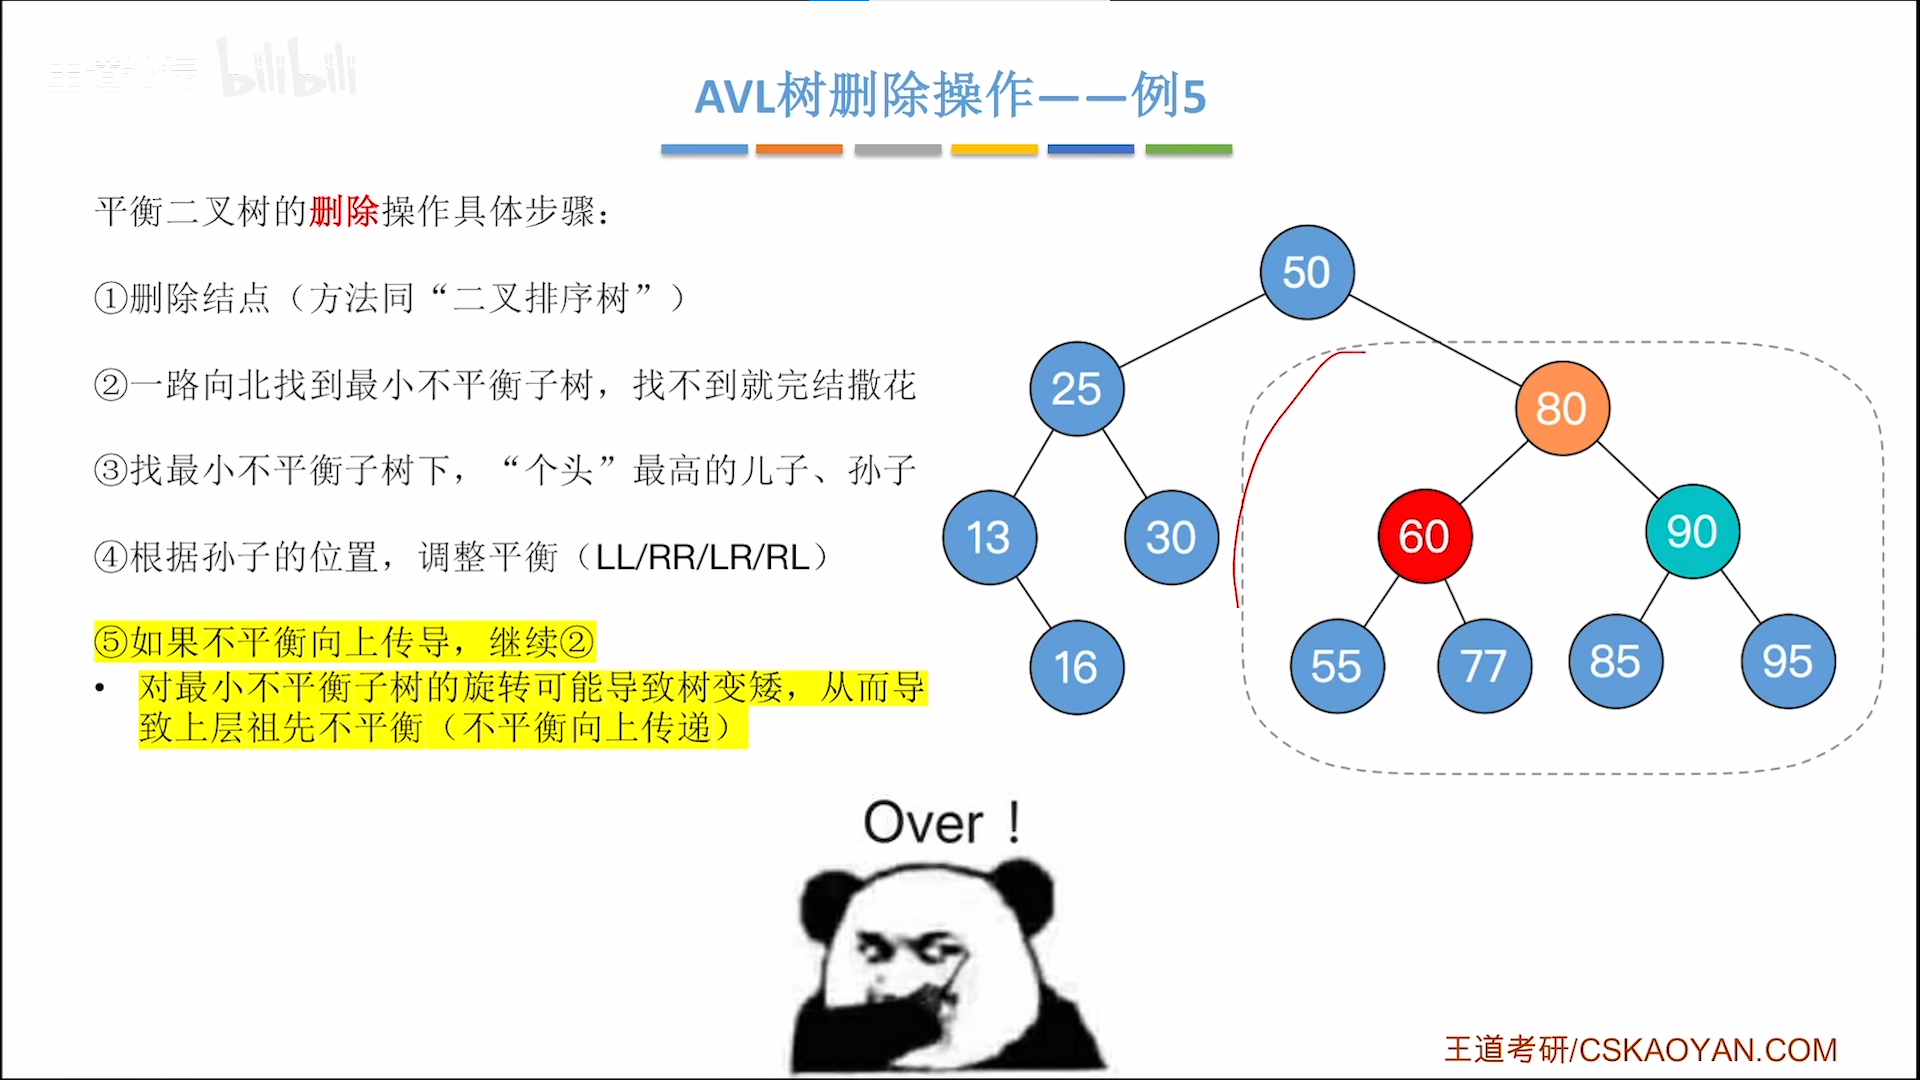 王道论坛 bilibili
AVL树删除操作——例5
平衡二叉树的删除操作具体步骤：
①删除结点（方法同“二叉排序树”）
②一路向北找到最小不平衡子树，找不到就完结撒花
③找最小不平衡子树下，“个头”最高的儿子、孙子
④根据孙子的位置，调整平衡（LL/RR/LR/RL）
⑤如果不平衡向上传导，继续②
• 对最小不平衡子树的旋转可能导致树变矮，从而导
致上层祖先不平衡（不平衡向上传递）
50
25
80
13
30
60
90
16
55
77
85
95
Over！
王道考研/CSKAOYAN.COM